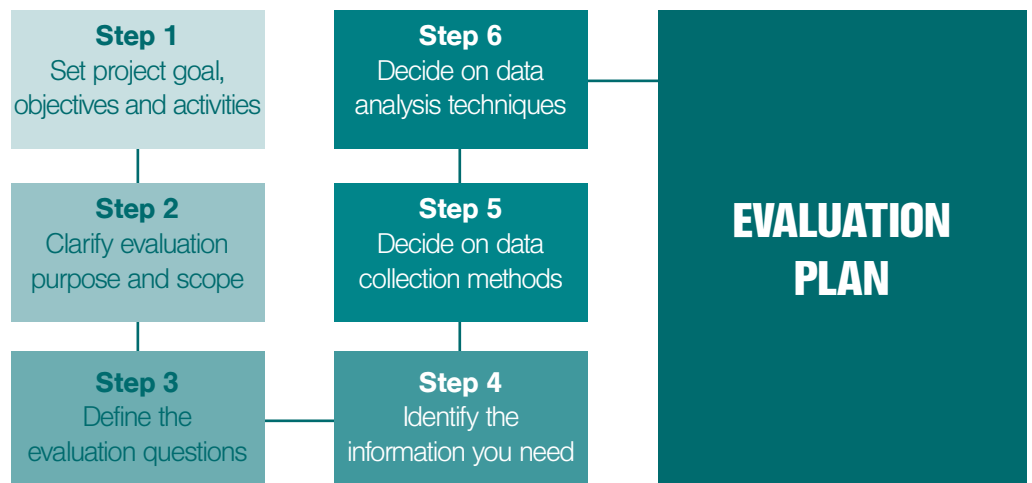 Step 1
Set project goal,
objectives and activities
Step 2
Clarify evaluation
purpose and scope
Step 3
Define the
evaluation questions
Step 4
Identify the
information you need
Step 5
Decide on data
collection methods
Step 6
Decide on data
analysis techniques
EVALUATION
PLAN